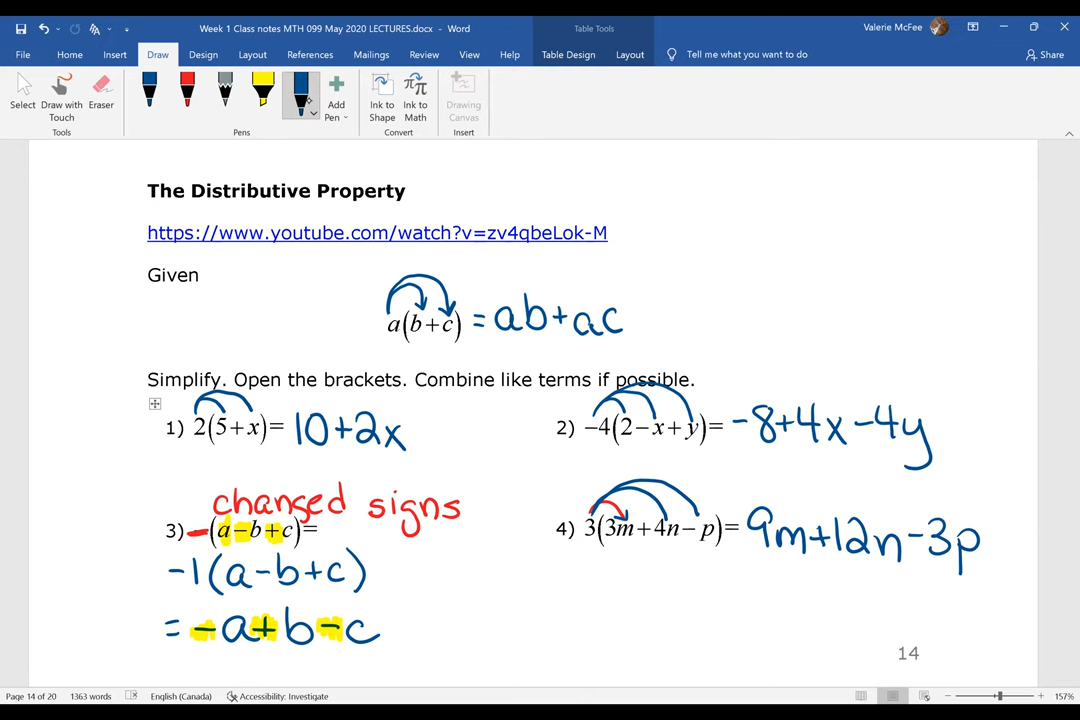 Week 1 Class notes MTH 099 May 2020 LECTURES.docx - Word
Table Tools
Valerie McFee
File Home Insert Draw Design Layout References Mailings Review View Help Table Design Layout Tell me what you want to do Share
Select Draw with Touch Eraser Add Pen Ink to Shape Ink to Math Drawing Canvas
Tools Pens Convert Insert
The Distributive Property
https://www.youtube.com/watch?v=zv4qbeLok-M
Given
a(b+c) = ab+ac
Simplify. Open the brackets. Combine like terms if possible.
1) 2(5+x)= 10+2x
2) −4(2−x+y)= -8+4x-4y
changed signs
3) −(a−b+c)=
-1(a-b+c)
= -a+b-c
4) 3(3m+4n−p)= 9m+12n-3p
14
Page 14 of 20 1363 words English (Canada) Accessibility: Investigate 157%